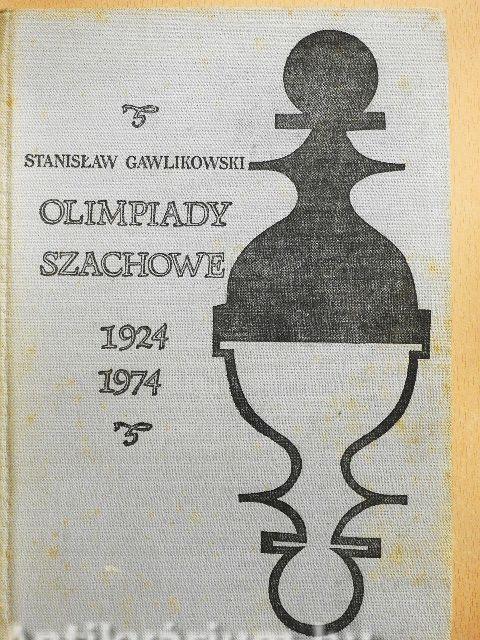 STANISŁAW GAWLIKOWSKI
OLIMPIADY
SZACHOWE
1924
1974